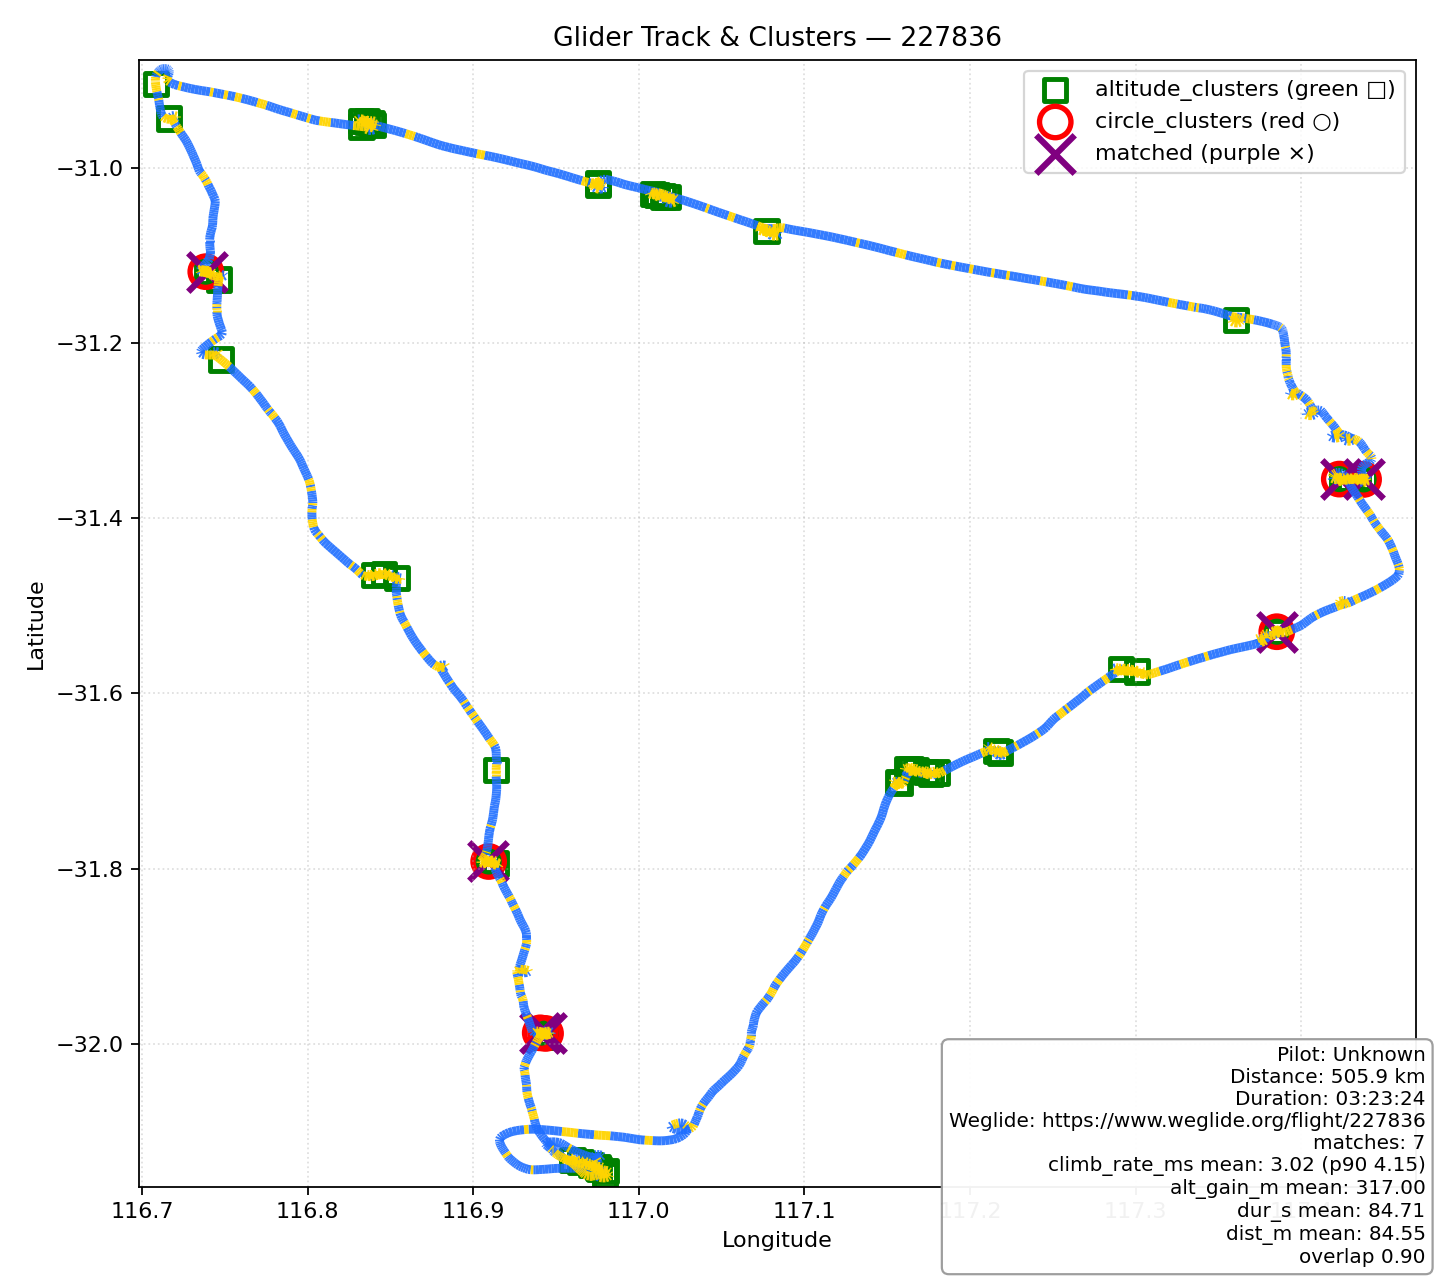 Glider Track & Clusters — 227836
altitude_clusters (green □)
circle_clusters (red ○)
matched (purple ×)
Latitude
−31.0
−31.2
−31.4
−31.6
−31.8
−32.0
116.7
116.8
116.9
117.0
117.1
117.2
117.3
Longitude
Pilot: Unknown
Distance: 505.9 km
Duration: 03:23:24
Weglide: https://www.weglide.org/flight/227836
matches: 7
climb_rate_ms mean: 3.02 (p90 4.15)
alt_gain_m mean: 317.00
dur_s mean: 84.71
dist_m mean: 84.55
overlap 0.90